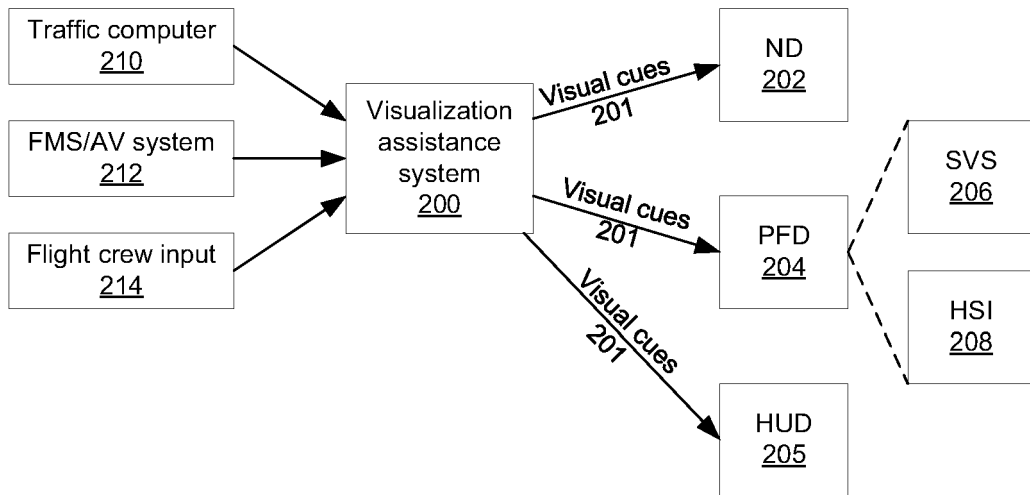 Traffic computer
210
FMS/AV system
212
Flight crew input
214
Visualization
assistance
system
200
Visual cues
201
Visual cues
201
Visual cues
201
ND
202
PFD
204
HUD
205
SVS
206
HSI
208